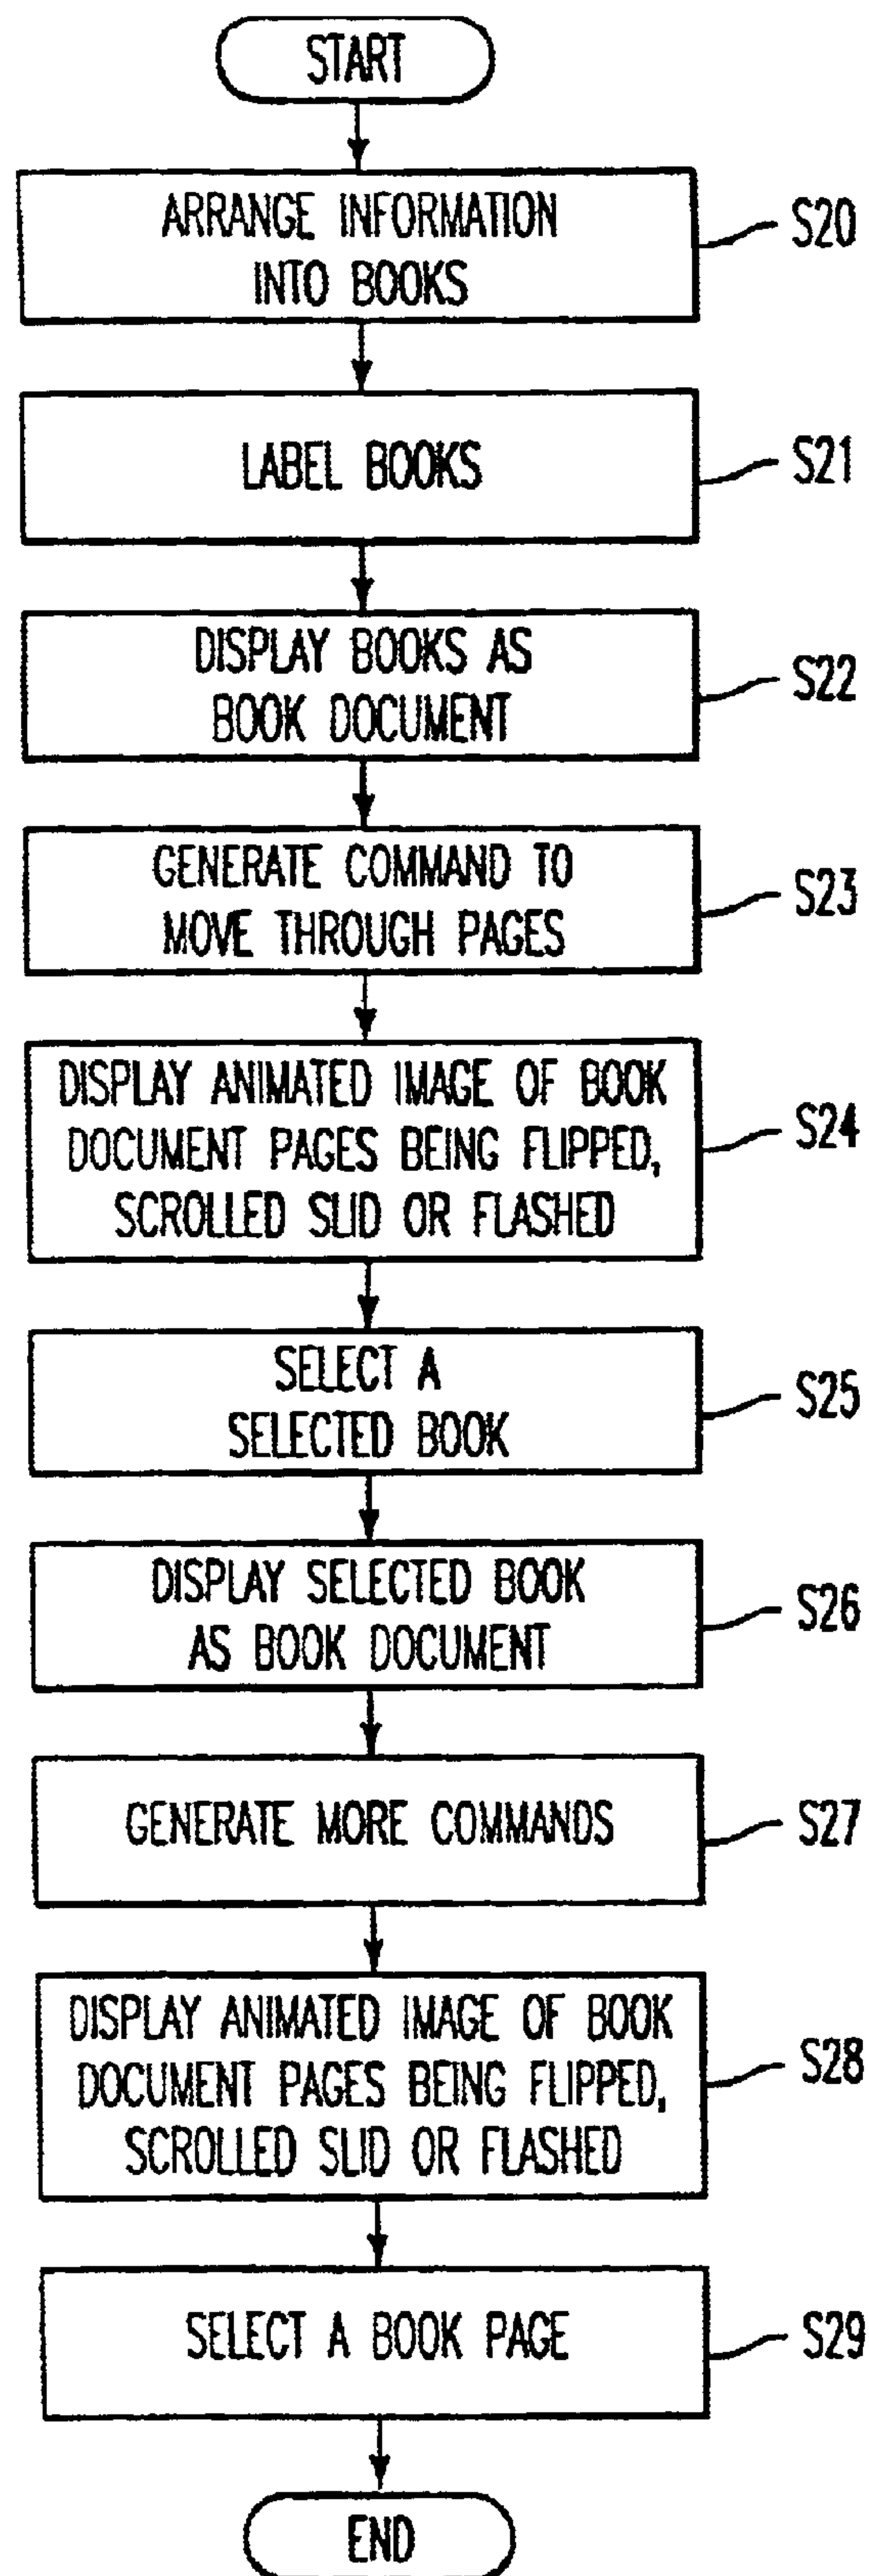 START
ARRANGE INFORMATION
INTO BOOKS
S20
LABEL BOOKS
S21
DISPLAY BOOKS AS
BOOK DOCUMENT
S22
GENERATE COMMAND TO
MOVE THROUGH PAGES
S23
DISPLAY ANIMATED IMAGE OF BOOK
DOCUMENT PAGES BEING FLIPPED,
SCROLLED SLID OR FLASHED
S24
SELECT A
SELECTED BOOK
S25
DISPLAY SELECTED BOOK
AS BOOK DOCUMENT
S26
GENERATE MORE COMMANDS
S27
DISPLAY ANIMATED IMAGE OF BOOK
DOCUMENT PAGES BEING FLIPPED,
SCROLLED SLID OR FLASHED
S28
SELECT A BOOK PAGE
S29
END